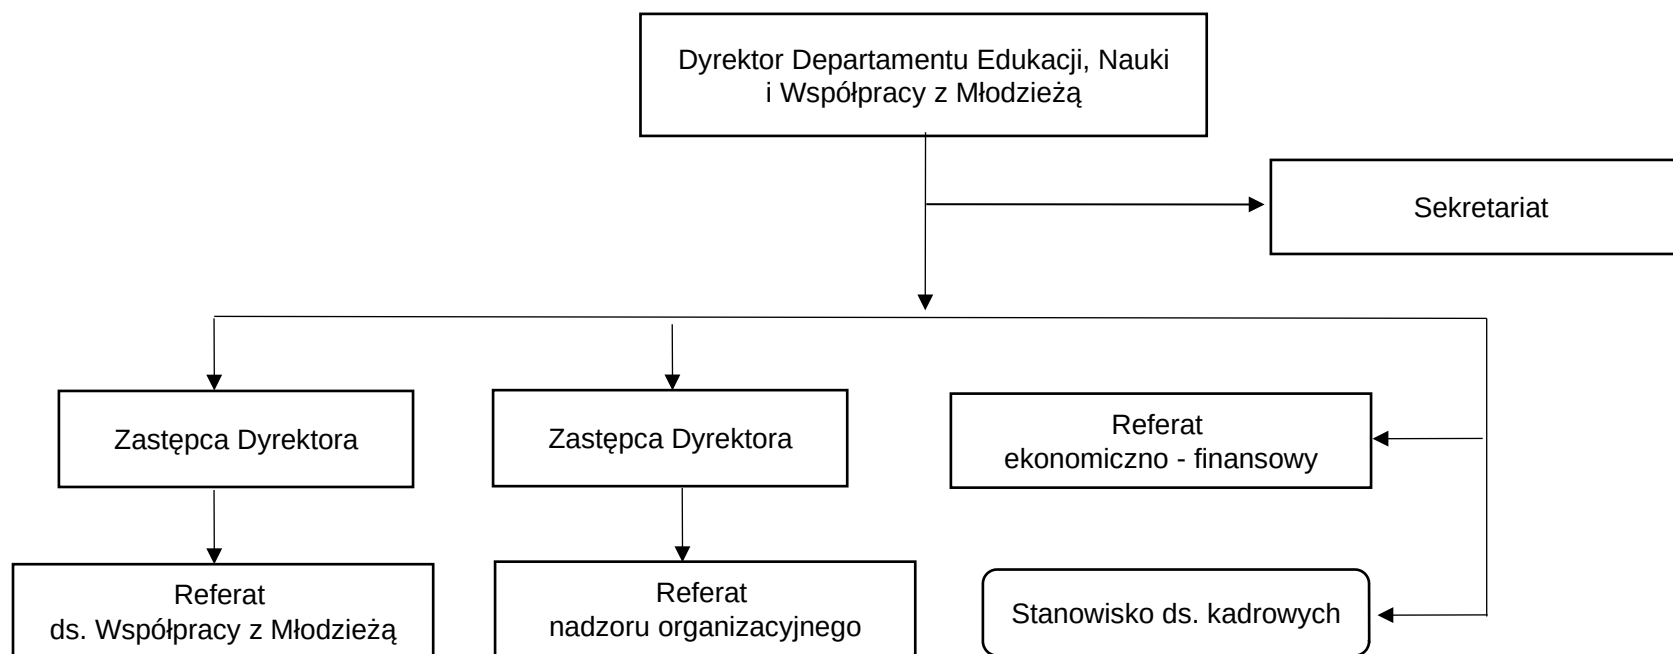 Dyrektor Departamentu Edukacji, Nauki
i Współpracy z Młodzieżą
Sekretariat
Zastępca Dyrektora
Zastępca Dyrektora
Referat
ekonomiczno - finansowy
Referat
ds. Współpracy z Młodzieżą
Referat
nadzoru organizacyjnego
Stanowisko ds. kadrowych